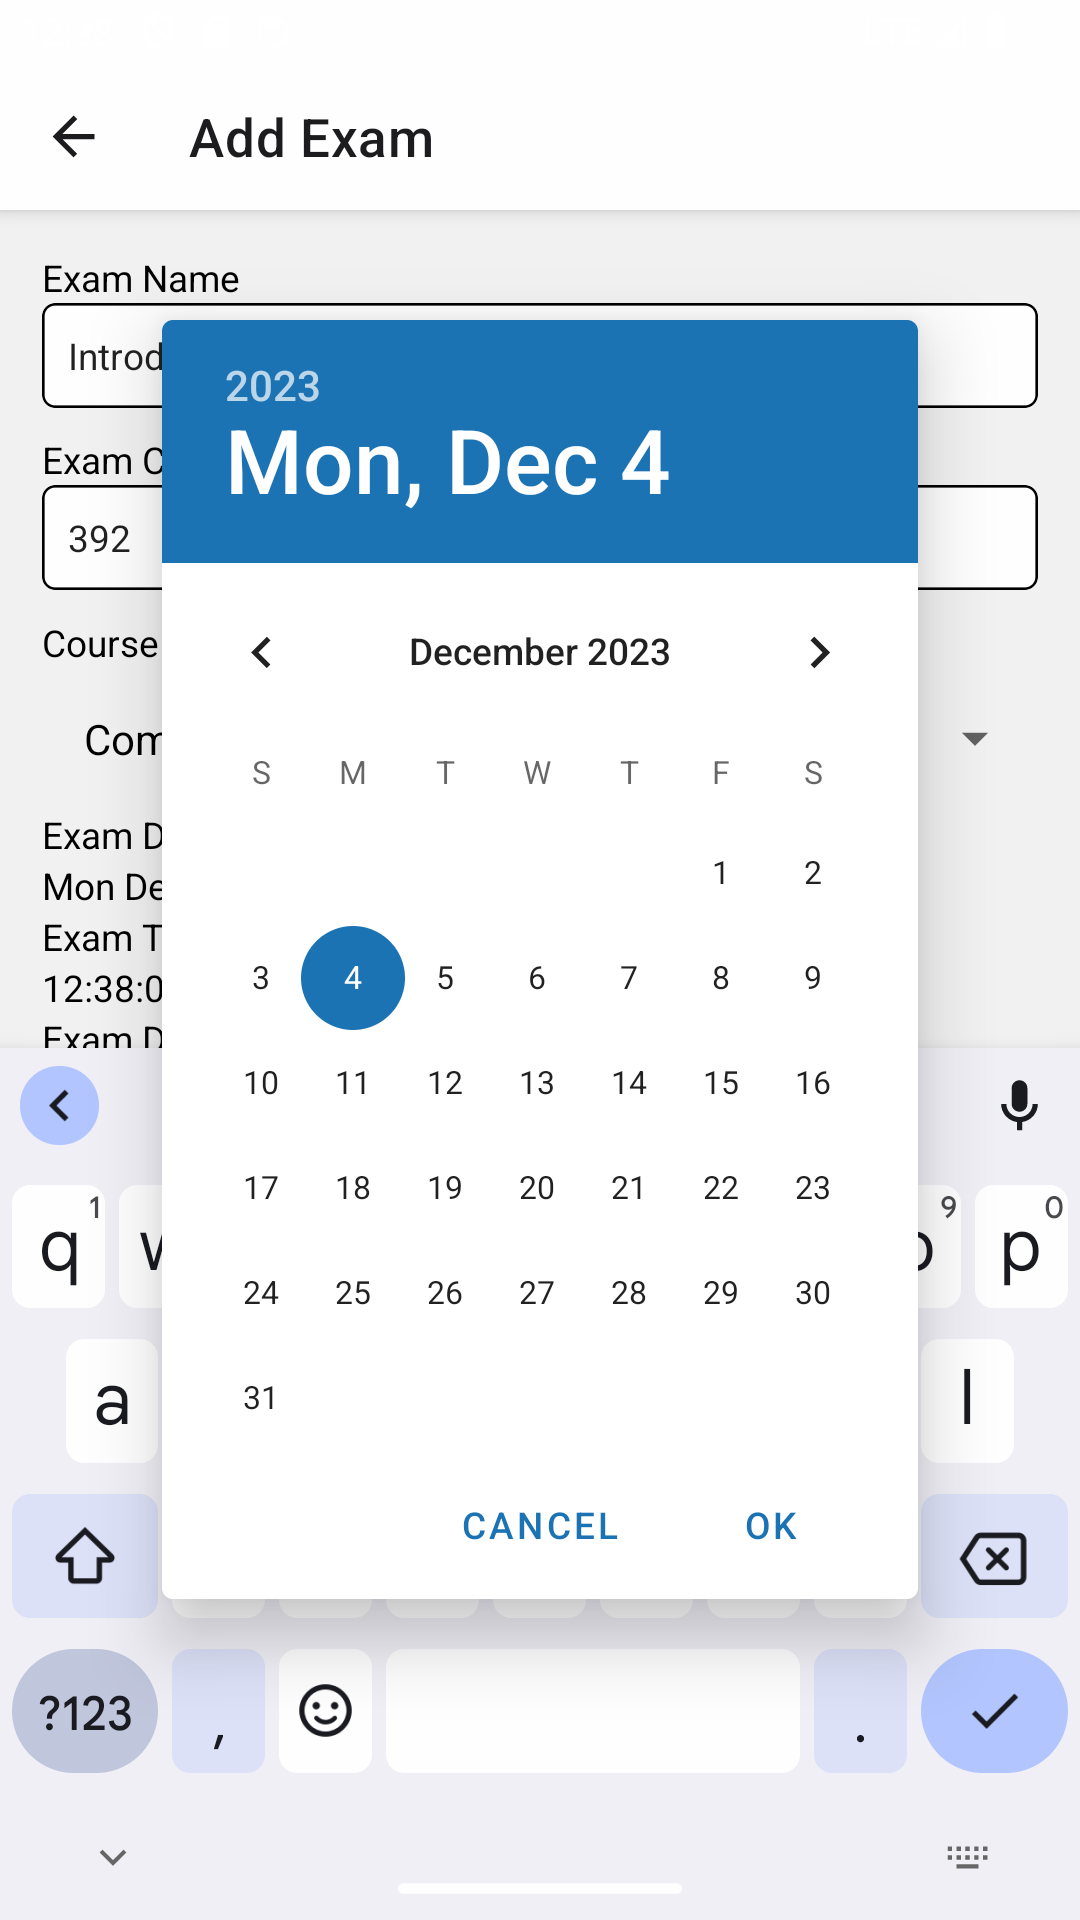 Add Exam
Exam Name
Introd
2023
Mon, Dec 4
Exam C
392
Course
December 2023
Com
S M T W T F S
Exam D
1 2
Mon De
Exam T
3 4 5 6 7 8 9
12:38:0
Exam D
10 11 12 13 14 15 16
17 18 19 20 21 22 23
q 1 w 9 p 0
24 25 26 27 28 29 30
a l
31
CANCEL OK
?123 , .